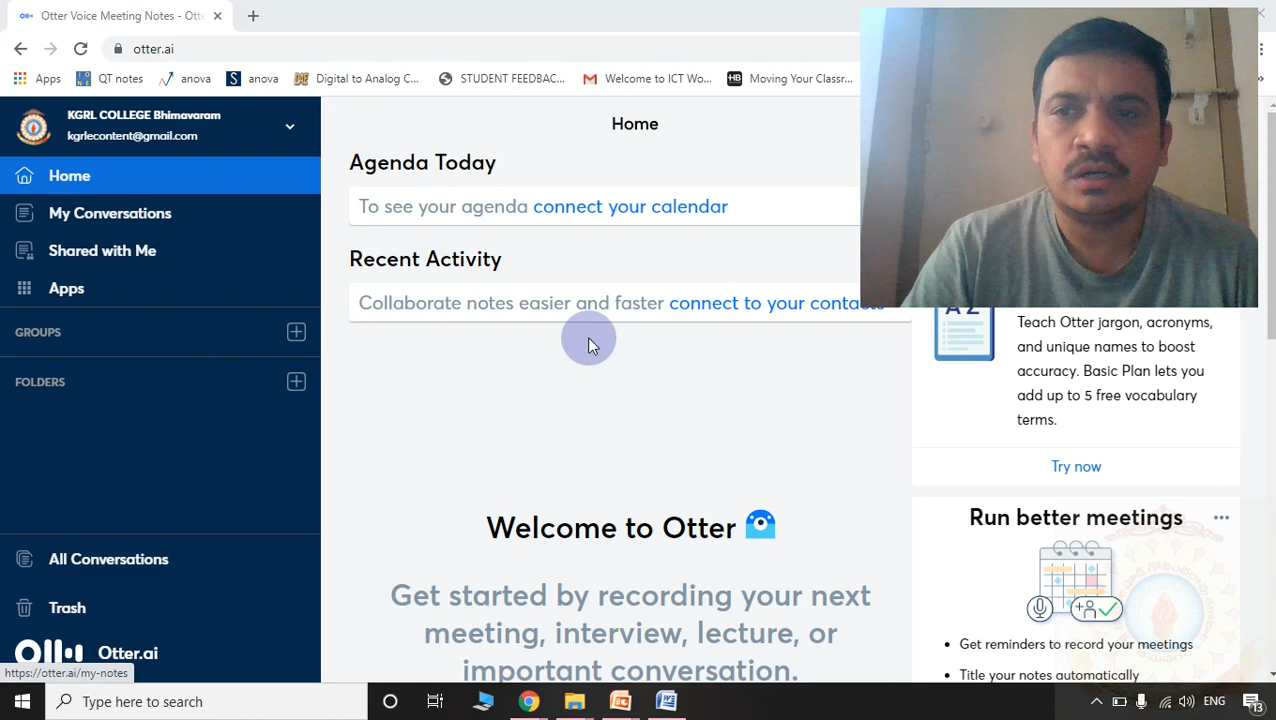 Otter Voice Meeting Notes - Ott
otter.ai
Apps
QT notes
anova
anova
Digital to Analog C...
STUDENT FEEDBAC...
Welcome to ICT Wo...
Moving Your Classr...
KGRL COLLEGE Bhimavaram
kgrlecontent@gmail.com
Home
My Conversations
Shared with Me
Apps
GROUPS
FOLDERS
All Conversations
Trash
Otter.ai
https://otter.ai/my-notes
Home
Agenda Today
To see your agenda connect your calendar
Recent Activity
Collaborate notes easier and faster connect to your contacts
Welcome to Otter
Get started by recording your next
meeting, interview, lecture, or
important conversation.
A Z
Teach Otter jargon, acronyms,
and unique names to boost
accuracy. Basic Plan lets you
add up to 5 free vocabulary
terms.
Try now
Run better meetings
Get reminders to record your meetings
Title your notes automatically
Type here to search
ENG
13